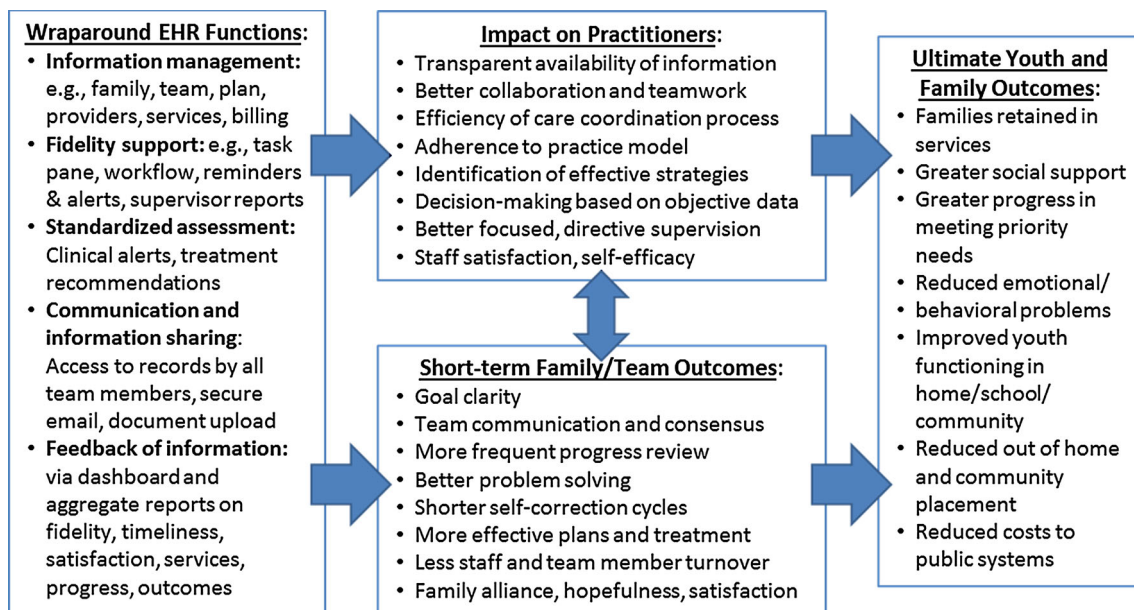 Wraparound EHR Functions:
• Information management:
e.g., family, team, plan,
providers, services, billing
• Fidelity support: e.g., task
pane, workflow, reminders
& alerts, supervisor reports
• Standardized assessment:
Clinical alerts, treatment
recommendations
• Communication and
information sharing:
Access to records by all
team members, secure
email, document upload
• Feedback of information:
via dashboard and
aggregate reports on
fidelity, timeliness,
satisfaction, services,
progress, outcomes
Impact on Practitioners:
• Transparent availability of information
• Better collaboration and teamwork
• Efficiency of care coordination process
• Adherence to practice model
• Identification of effective strategies
• Decision-making based on objective data
• Better focused, directive supervision
• Staff satisfaction, self-efficacy
Short-term Family/Team Outcomes:
• Goal clarity
• Team communication and consensus
• More frequent progress review
• Better problem solving
• Shorter self-correction cycles
• More effective plans and treatment
• Less staff and team member turnover
• Family alliance, hopefulness, satisfaction
Ultimate Youth and
Family Outcomes:
• Families retained in
services
• Greater social support
• Greater progress in
meeting priority
needs
• Reduced emotional/
• behavioral problems
• Improved youth
functioning in
home/school/
community
• Reduced out of home
and community
placement
• Reduced costs to
public systems